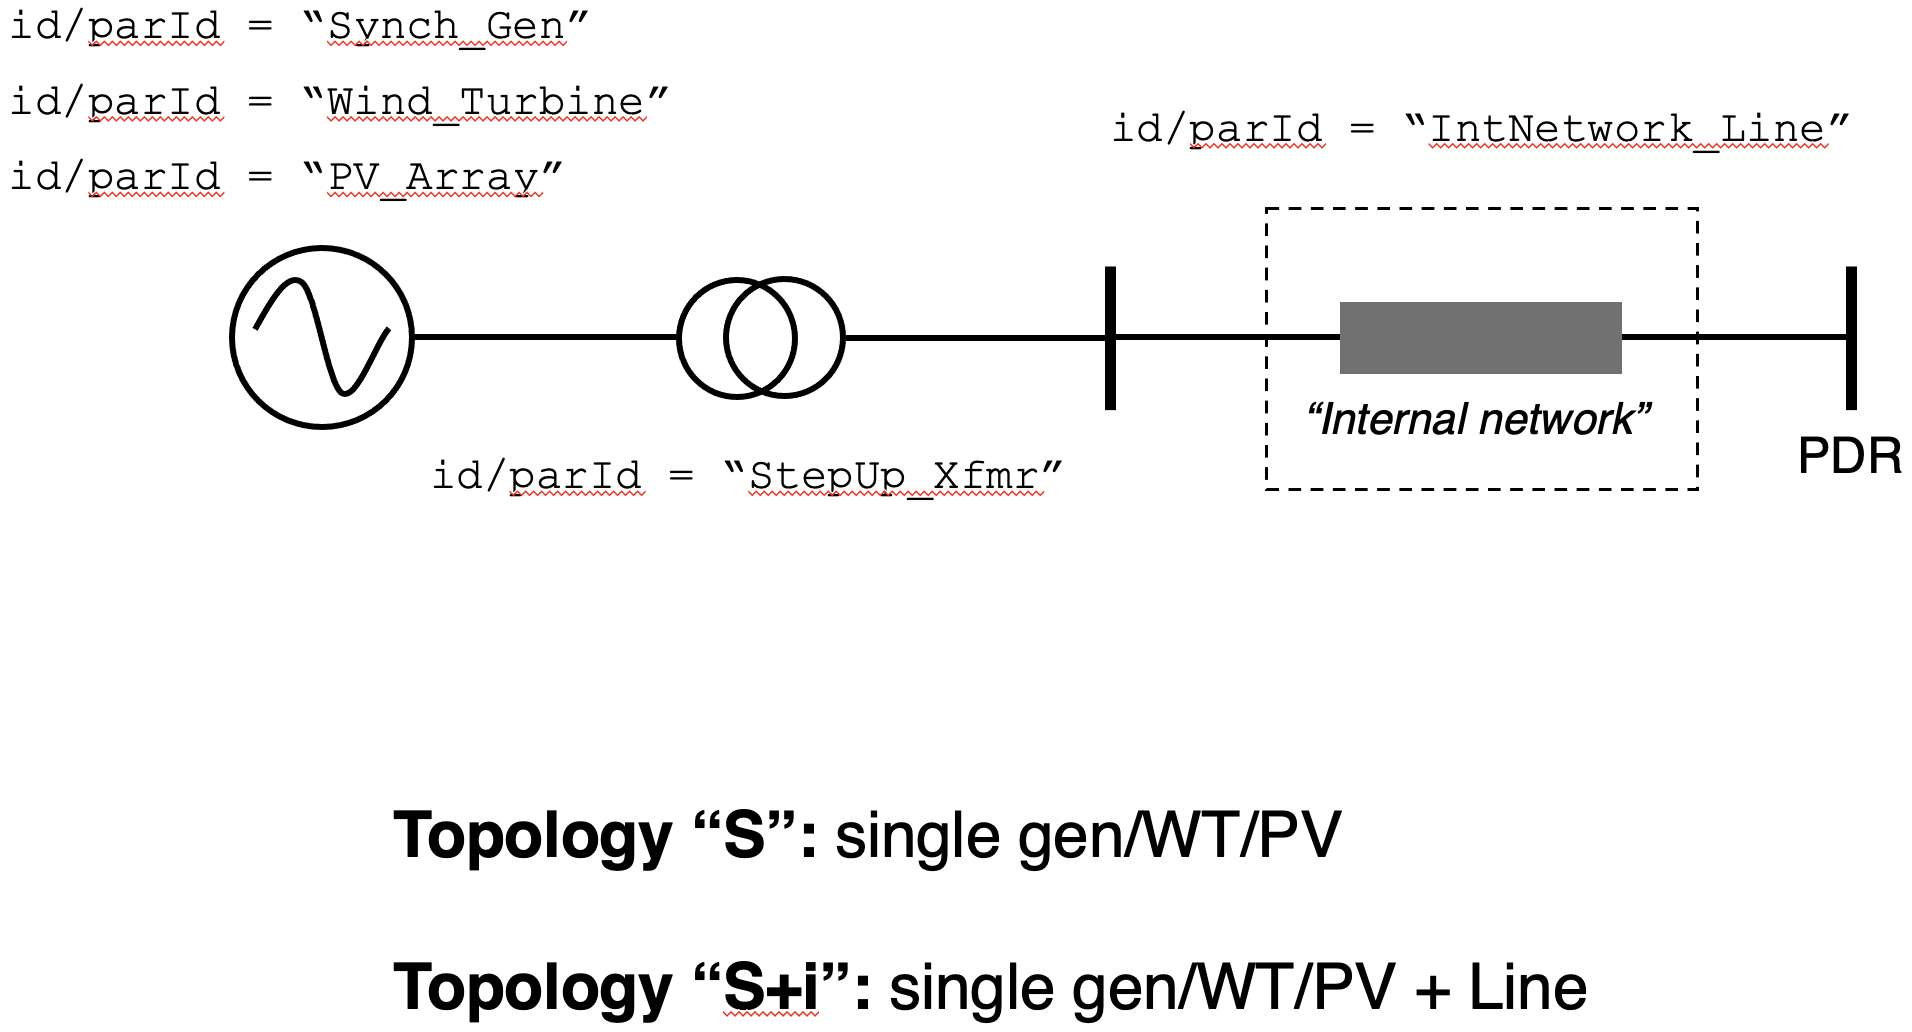 id/parId = “Synch_Gen”
id/parId = “Wind_Turbine”
id/parId = “PV_Array”
id/parId = “IntNetwork_Line”
“Internal network”
PDR
id/parId = “StepUp_Xfmr”
Topology “S”: single gen/WT/PV
Topology “S+i”: single gen/WT/PV + Line